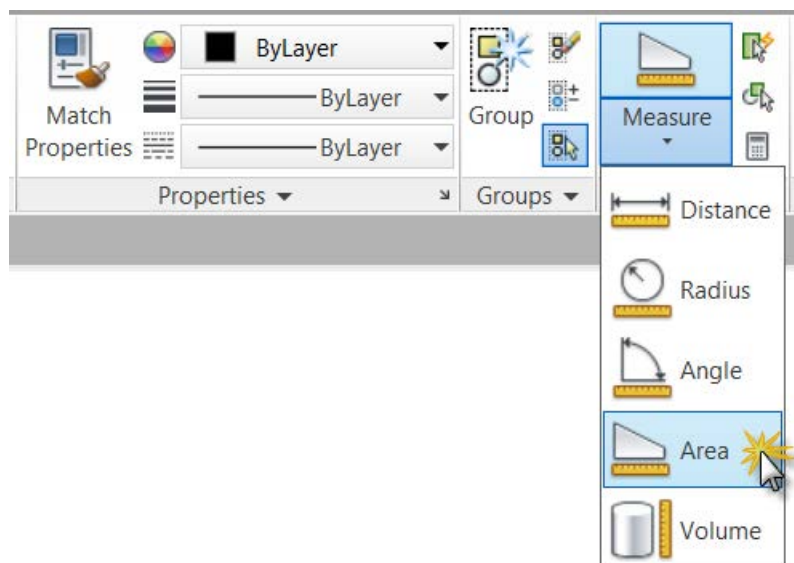 ByLayer
ByLayer
ByLayer
Match
Properties
Group
Measure
Properties
Groups
Distance
Radius
Angle
Area
Volume